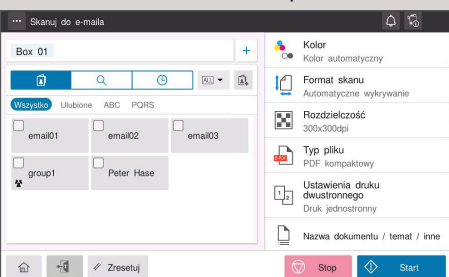 Skanuj do e-maila
Box 01
ALL
Wszystko Ulubione ABC PQRS
email01
email02
email03
group1
Peter Hase
Kolor
Kolor automatyczny
Format skanu
Automatyczne wykrywanie
Rozdzielczość
300x300dpi
Typ pliku
PDF kompaktowy
Ustawienia druku
dwustronnego
Druk jednostronny
Nazwa dokumentu / temat / inne
Zresetuj
Stop
Start